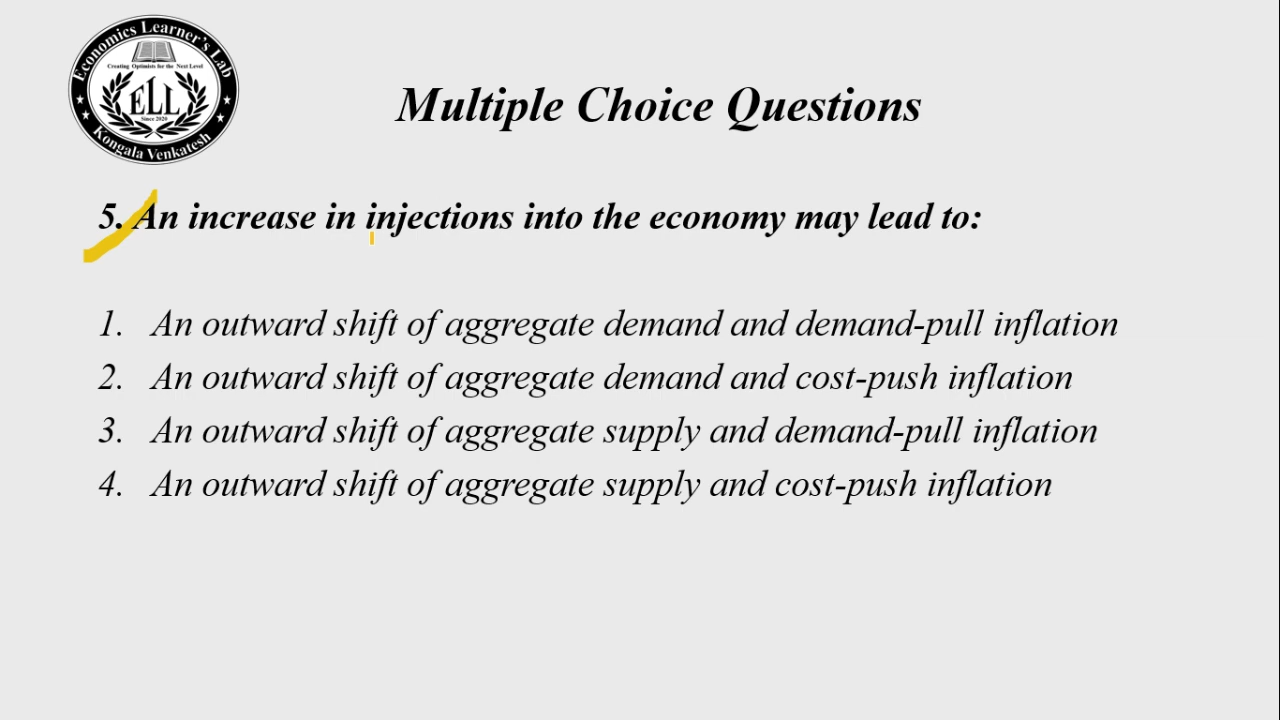 Economics Learner's Lab
Creating Optimists for the Next Level
ELL
Since 2020
Kongala Venkatesh
Multiple Choice Questions
5. An increase in injections into the economy may lead to:
1. An outward shift of aggregate demand and demand-pull inflation
2. An outward shift of aggregate demand and cost-push inflation
3. An outward shift of aggregate supply and demand-pull inflation
4. An outward shift of aggregate supply and cost-push inflation